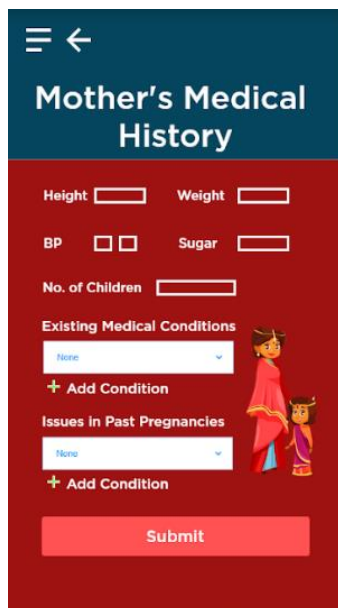 Mother's Medical
History
Height Weight
BP Sugar
No. of Children
Existing Medical Conditions
None
Add Condition
Issues in Past Pregnancies
None
Add Condition
Submit